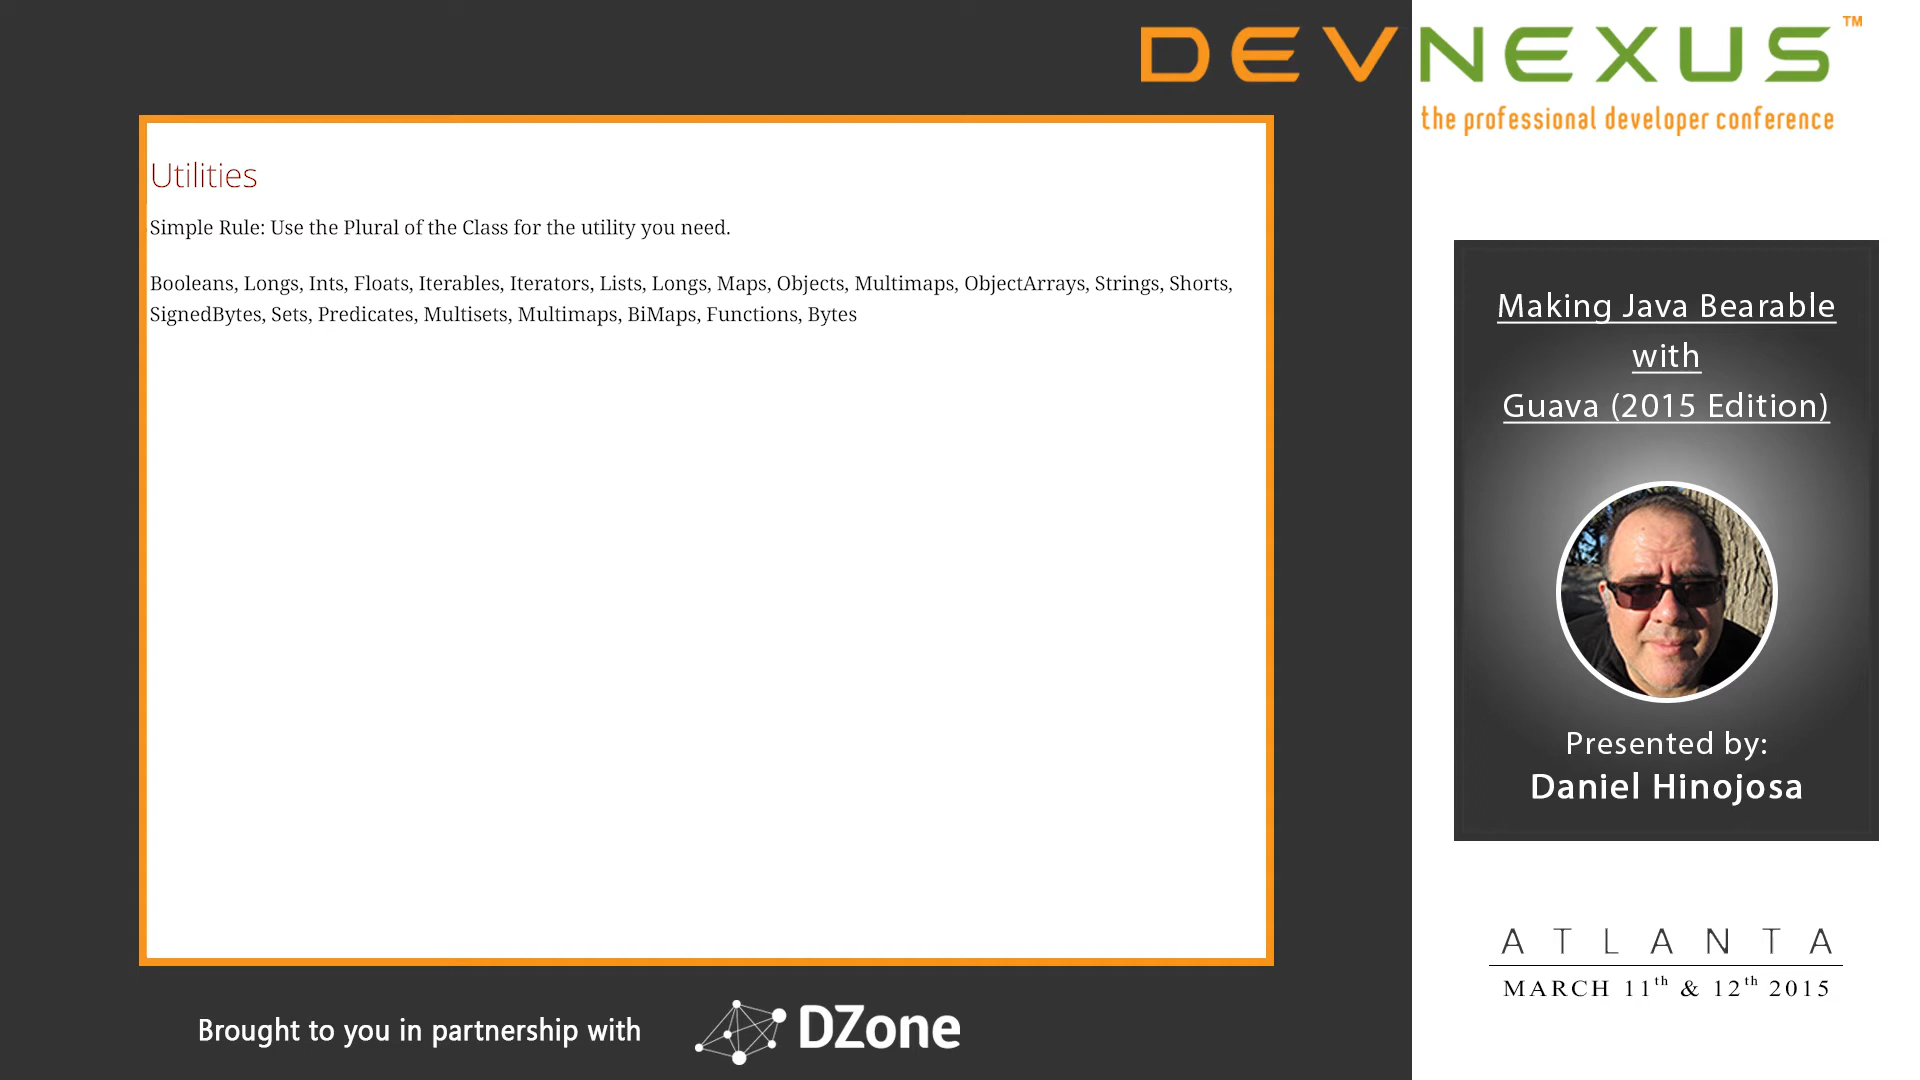 DEVNEXUS™
the professional developer conference
Utilities
Simple Rule: Use the Plural of the Class for the utility you need.
Booleans, Longs, Ints, Floats, Iterables, Iterators, Lists, Longs, Maps, Objects, Multimaps, ObjectArrays, Strings, Shorts,
SignedBytes, Sets, Predicates, Multisets, Multimaps, BiMaps, Functions, Bytes
Making Java Bearable
with
Guava (2015 Edition)
Presented by:
Daniel Hinojosa
ATLANTA
MARCH 11th & 12th 2015
Brought to you in partnership with
DZone